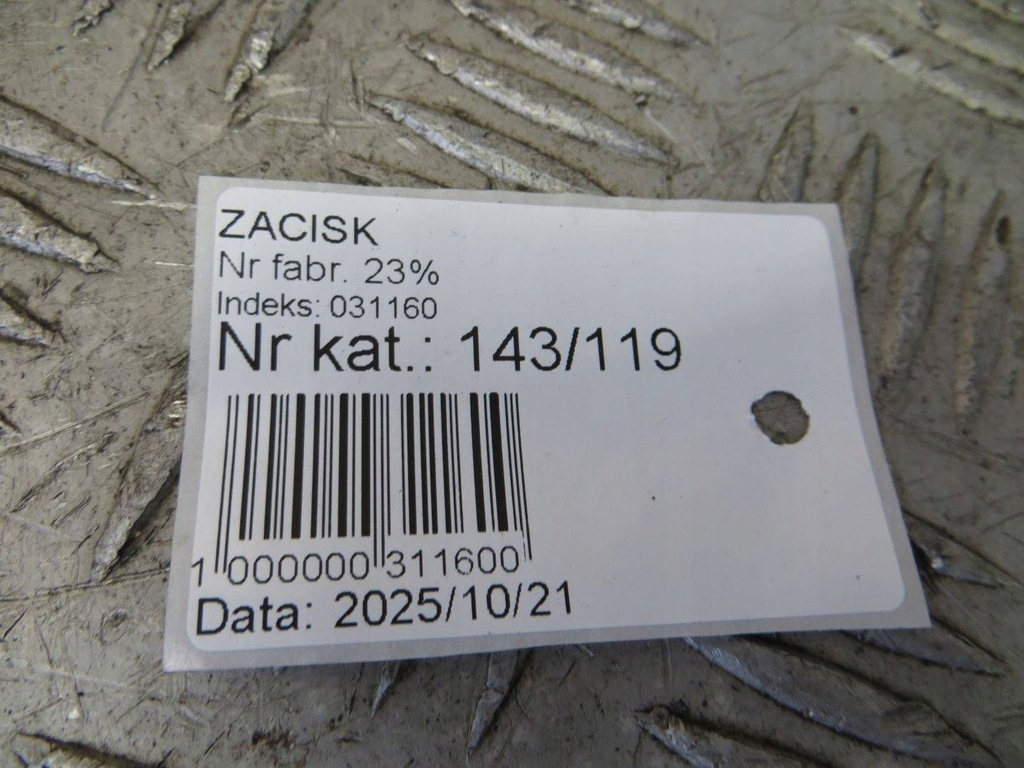 ZACISK
Nr fabr. 23%
Indeks: 031160
Nr kat.: 143/119
1 000000 311600
Data: 2025/10/21